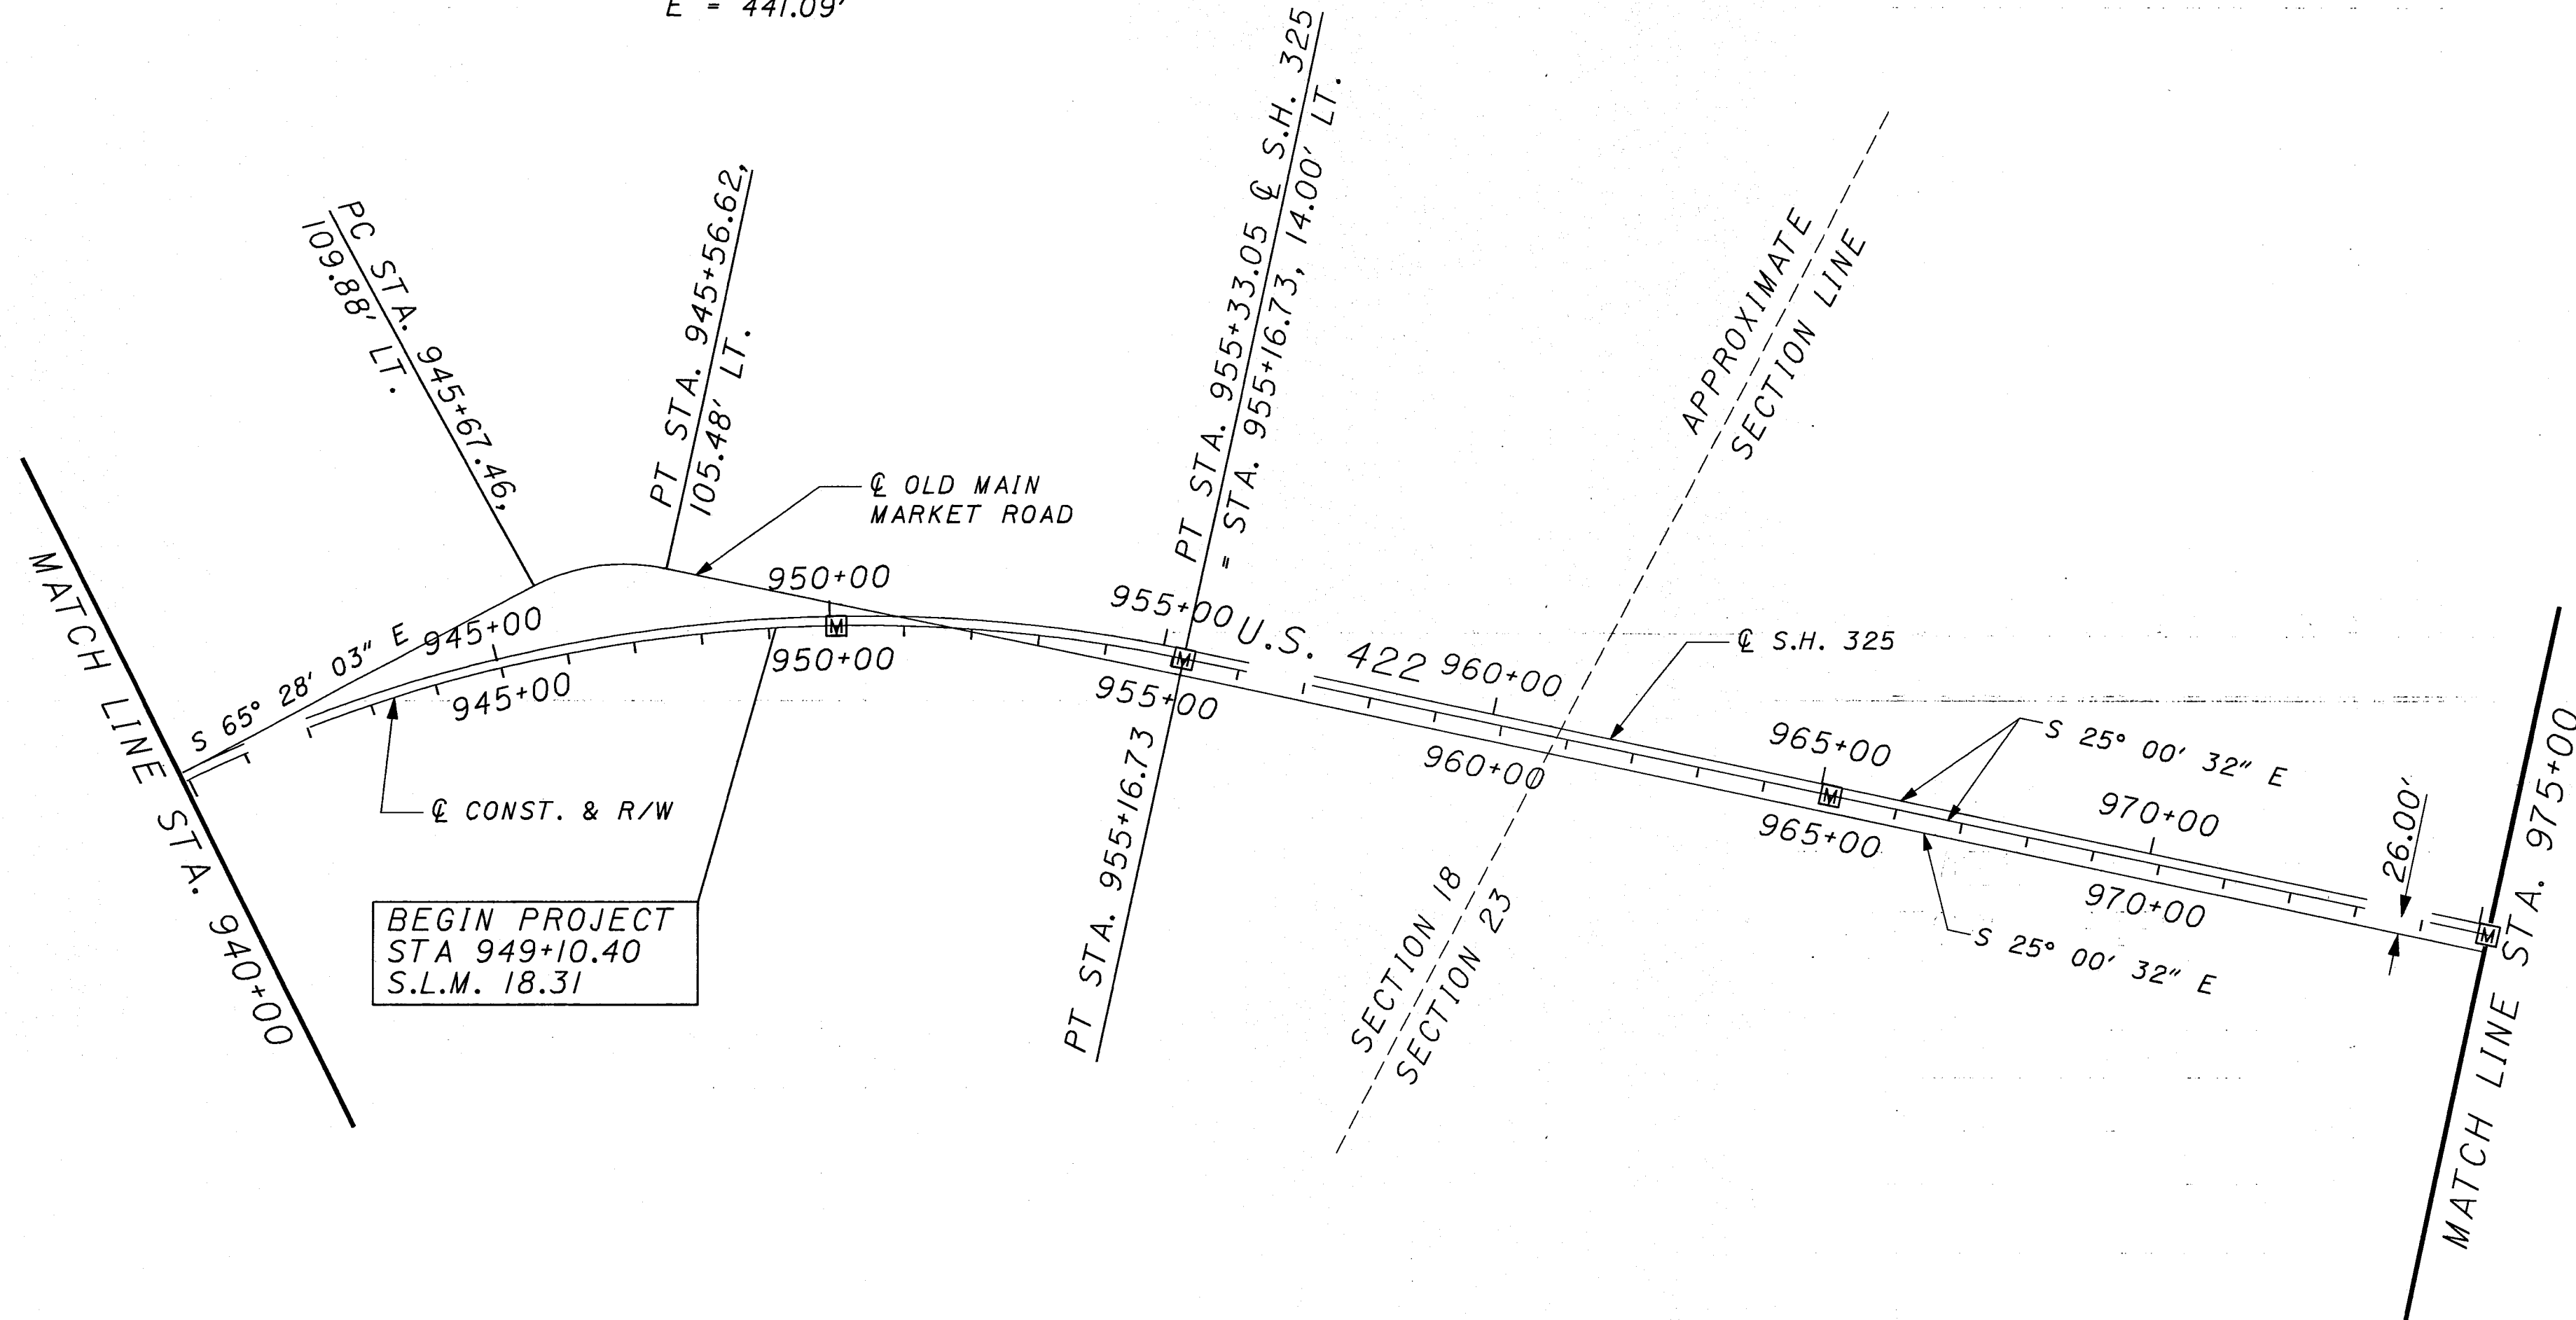 E = 441.09'
PC STA. 945+67.46,
109.88' LT.
PT STA. 945+56.62,
105.48' LT.
PT STA. 955+33.05 ℄ S.H. 325
= STA. 955+16.73, 14.00' LT.
APPROXIMATE
SECTION LINE
℄ OLD MAIN
MARKET ROAD
MATCH LINE STA. 940+00
S 65° 28' 03" E
945+00
945+00
950+00
950+00
955+00
955+00
U.S. 422
960+00
960+00
℄ S.H. 325
965+00
965+00
S 25° 00' 32" E
970+00
970+00
26.00'
S 25° 00' 32" E
℄ CONST. & R/W
M
M
M
M
BEGIN PROJECT
STA 949+10.40
S.L.M. 18.31
PT STA. 955+16.73
SECTION 18
SECTION 23
MATCH LINE STA. 975+00